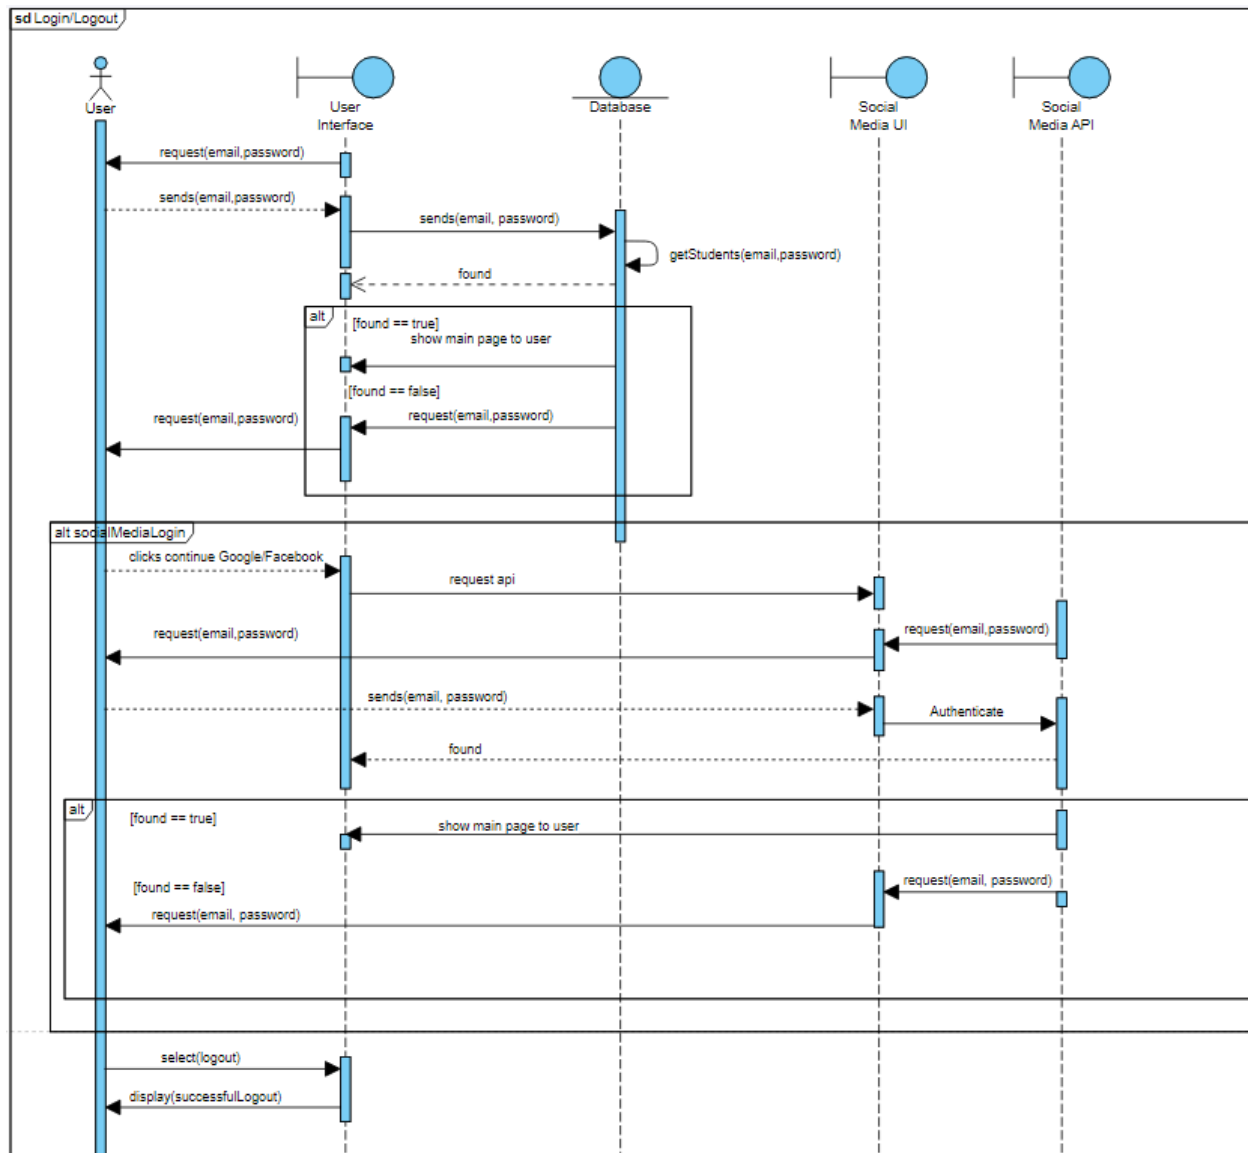 sd Login/Logout
User
User
Interface
Database
Social
Media UI
Social
Media API
request(email,password)
sends(email,password)
sends(email, password)
getStudents(email,password)
found
alt
[found == true]
show main page to user
[found == false]
request(email,password)
request(email,password)
alt socialMediaLogin
clicks continue Google/Facebook
request api
request(email,password)
request(email,password)
sends(email, password)
Authenticate
found
alt
[found == true]
show main page to user
[found == false]
request(email, password)
request(email, password)
select(logout)
display(successfulLogout)